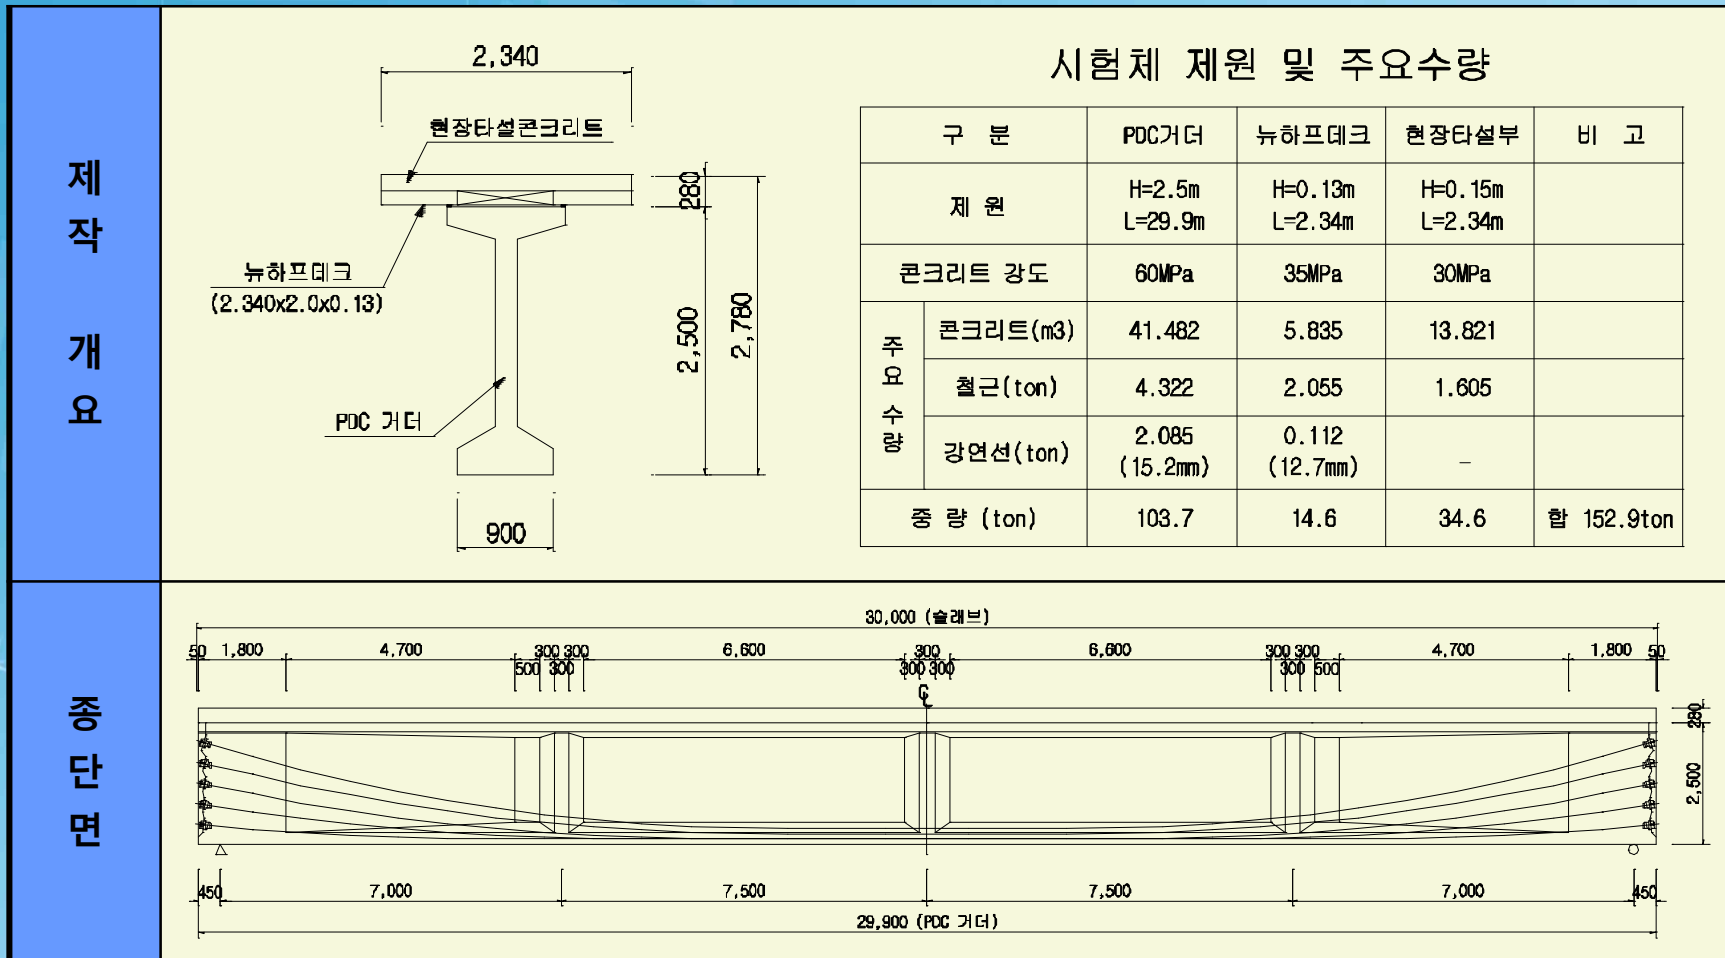 제
작
개
요
2,340
현장타설콘크리트
뉴하프데크
(2.340x2.0x0.13)
PDC 거더
280
2,500
2,780
900
시험체 제원 및 주요수량
구 분 PDC거더 뉴하프데크 현장타설부 비 고
제 원 H=2.5m L=29.9m H=0.13m L=2.34m H=0.15m L=2.34m
콘크리트 강도 60MPa 35MPa 30MPa
주요수량
콘크리트(m3) 41.482 5.835 13.821
철근(ton) 4.322 2.055 1.605
강연선(ton) 2.085 (15.2mm) 0.112 (12.7mm) –
중 량 (ton) 103.7 14.6 34.6 합 152.9ton
종
단
면
30,000 (슬래브)
50 1,800 4,700 300 300 6,600 300 6,600 300 300 4,700 1,800 50
500 300 300 300 300 500
℄
280
2,500
450 7,000 7,500 7,500 7,000 450
29,900 (PDC 거더)